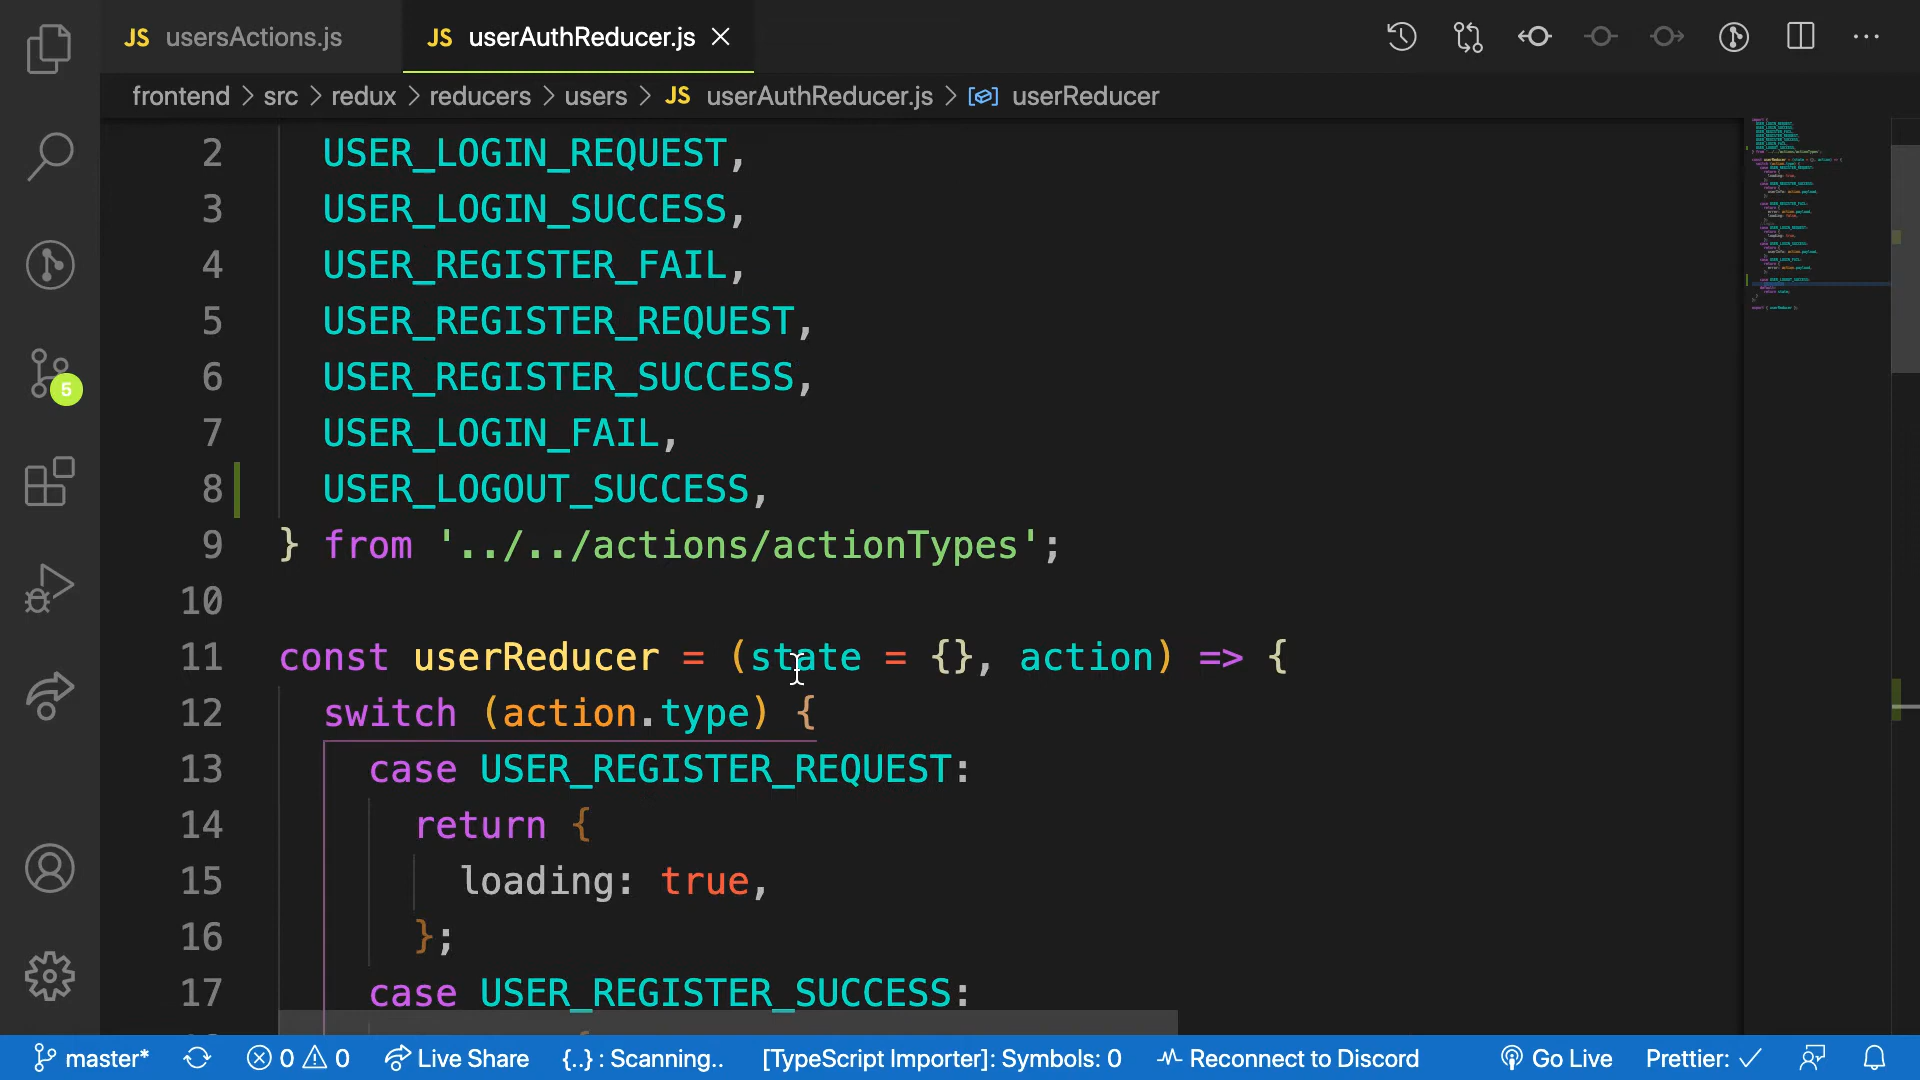 JS usersActions.js
JS userAuthReducer.js
frontend > src > redux > reducers > users > JS userAuthReducer.js > userReducer
2 USER_LOGIN_REQUEST,
3 USER_LOGIN_SUCCESS,
4 USER_REGISTER_FAIL,
5 USER_REGISTER_REQUEST,
6 USER_REGISTER_SUCCESS,
7 USER_LOGIN_FAIL,
8 USER_LOGOUT_SUCCESS,
9 } from '../../actions/actionTypes';
10
11 const userReducer = (state = {}, action) => {
12 switch (action.type) {
13 case USER_REGISTER_REQUEST:
14 return {
15 loading: true,
16 };
17 case USER_REGISTER_SUCCESS:
5
master* 0 0 Live Share {..} : Scanning.. [TypeScript Importer]: Symbols: 0 Reconnect to Discord Go Live Prettier: ✓